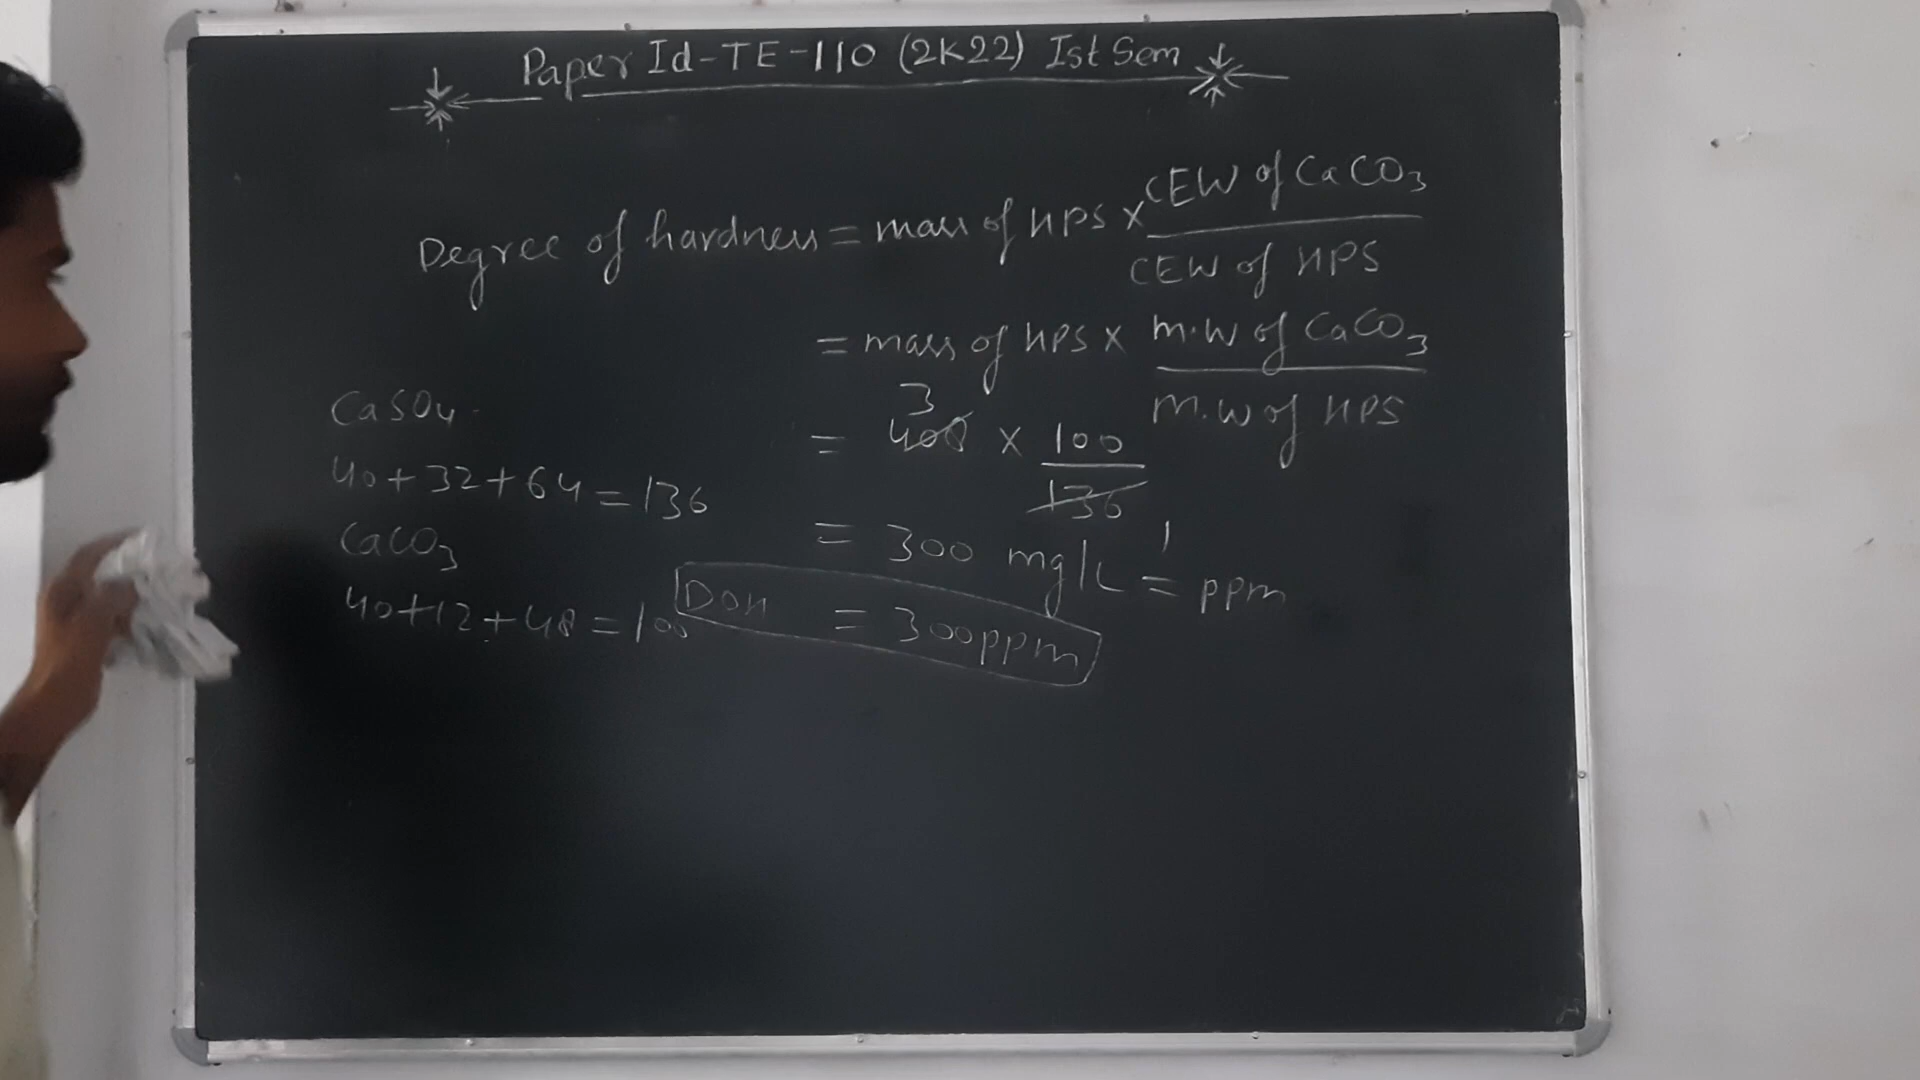 Paper Id-TE-110 (2K22) Ist Sem
Degree of hardness = mass of HPS × CEW of CaCO3
CEW of HPS
= mass of HPS × M.W of CaCO3
M.W of HPS
CaSO4
3
= 408 × 100
136
1
40+32+64=136
= 300 mg/L = ppm
CaCO3
40+12+48=100
DOH = 300ppm